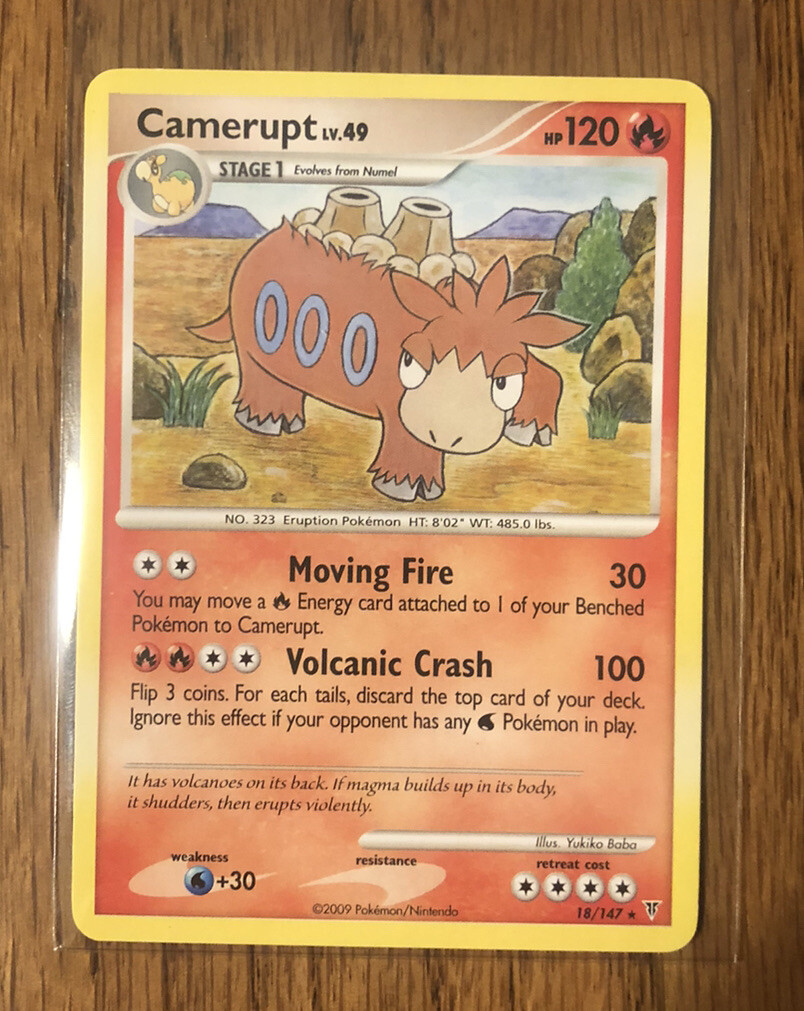 Camerupt LV.49 HP 120
STAGE 1 Evolves from Numel
NO. 323 Eruption Pokémon HT: 8'02" WT: 485.0 lbs.
Moving Fire 30
You may move a Energy card attached to 1 of your Benched
Pokémon to Camerupt.
Volcanic Crash 100
Flip 3 coins. For each tails, discard the top card of your deck.
Ignore this effect if your opponent has any Pokémon in play.
It has volcanoes on its back. If magma builds up in its body,
it shudders, then erupts violently.
Illus. Yukiko Baba
weakness resistance retreat cost
+30
©2009 Pokémon/Nintendo 18/147 ★